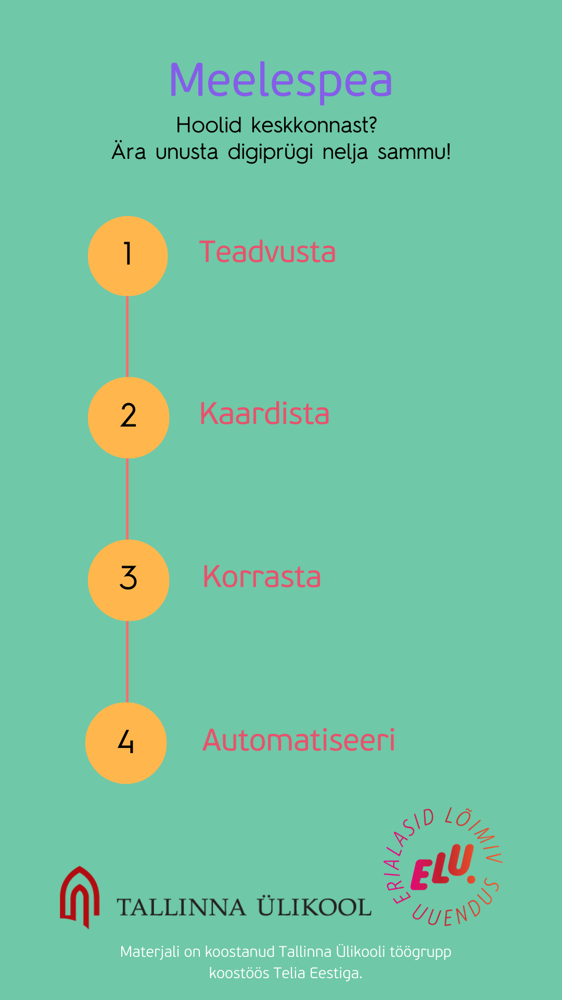 Meelespea
Hoolid keskkonnast?
Ära unusta digiprügi nelja sammu!
1
Teadvusta
2
Kaardista
3
Korrasta
4
Automatiseeri
ERIALASID LÕIMIV UUENDUS
ELU.
TALLINNA ÜLIKOOL
Materjali on koostanud Tallinna Ülikooli töögrupp
koostöös Telia Eestiga.